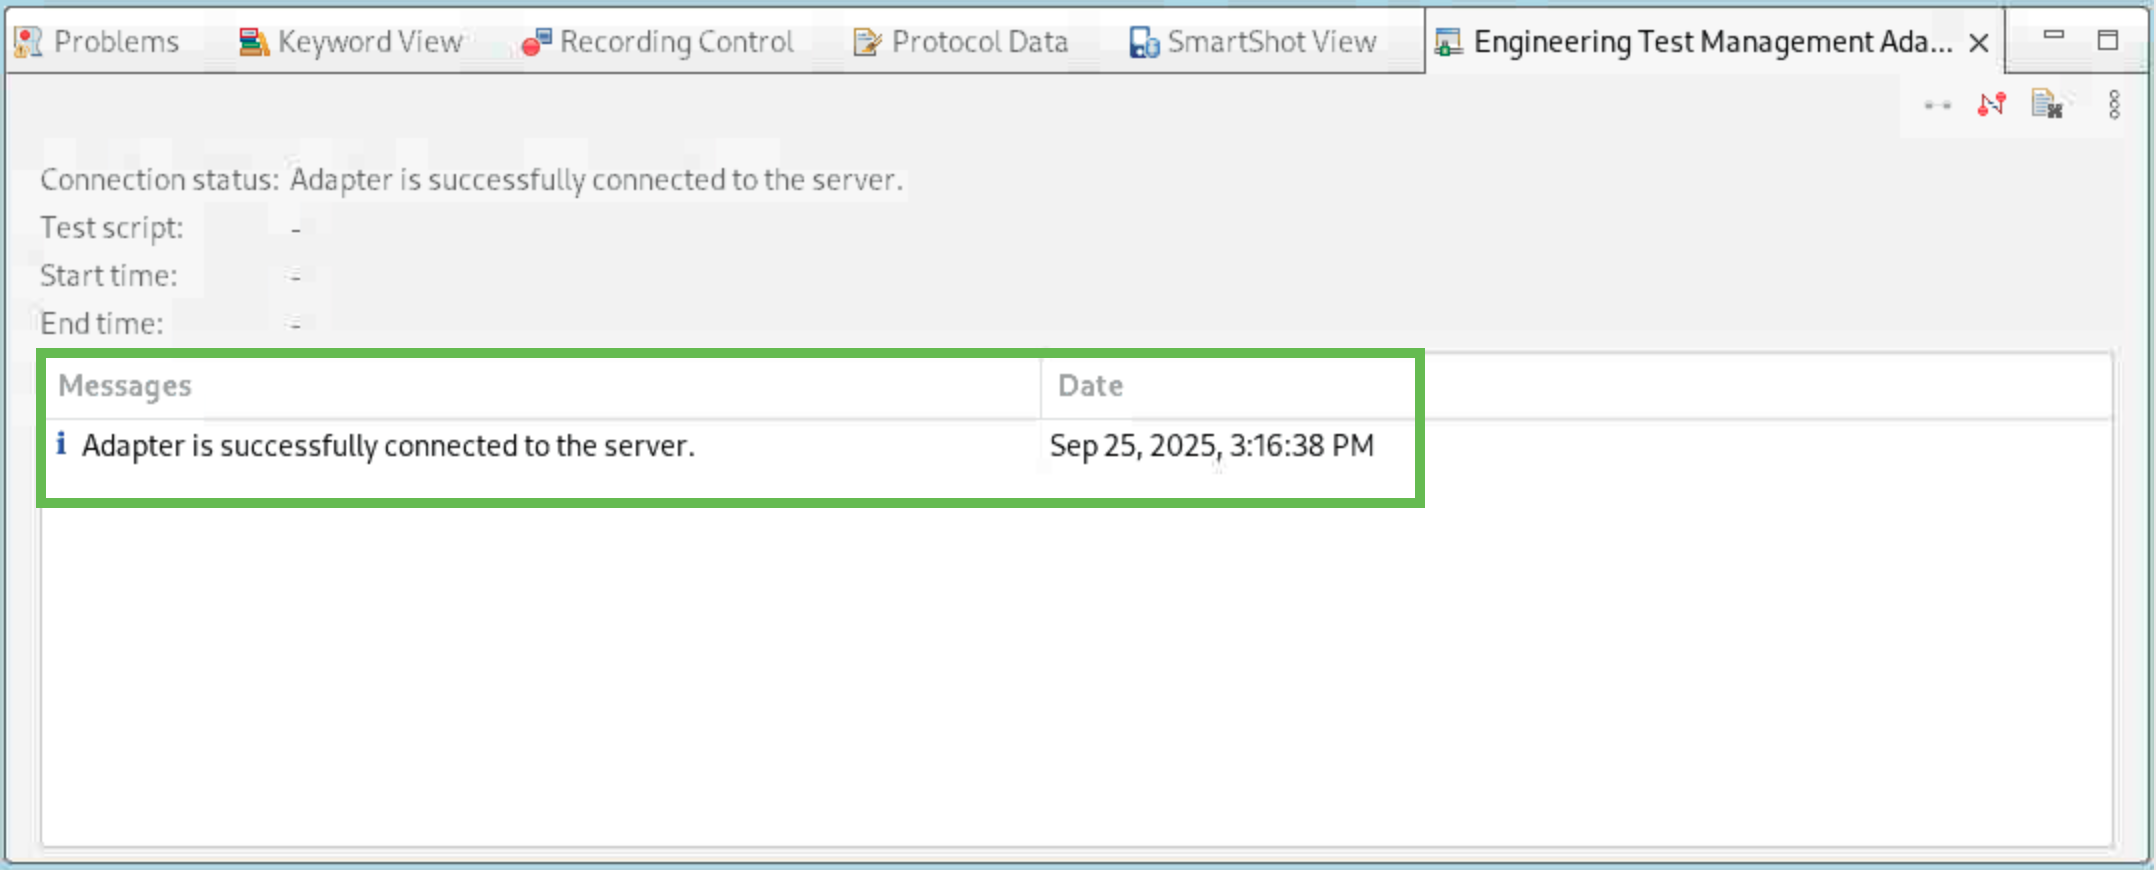 Problems Keyword View Recording Control Protocol Data SmartShot View Engineering Test Management Ada...
Connection status: Adapter is successfully connected to the server.
Test script: -
Start time: -
End time: -
Messages Date
Adapter is successfully connected to the server. Sep 25, 2025, 3:16:38 PM